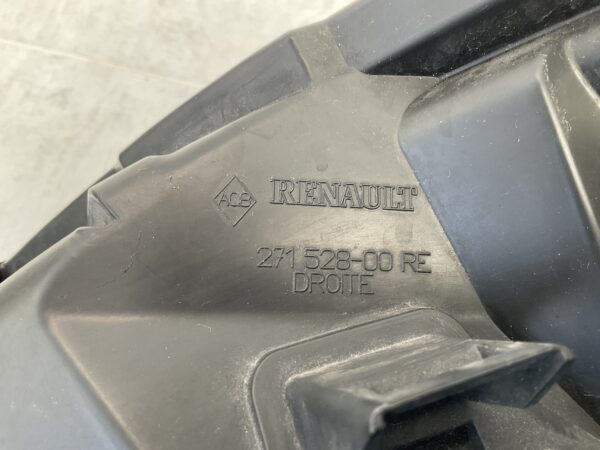 ACB RENAULT
271 528-00 RE
DROITE